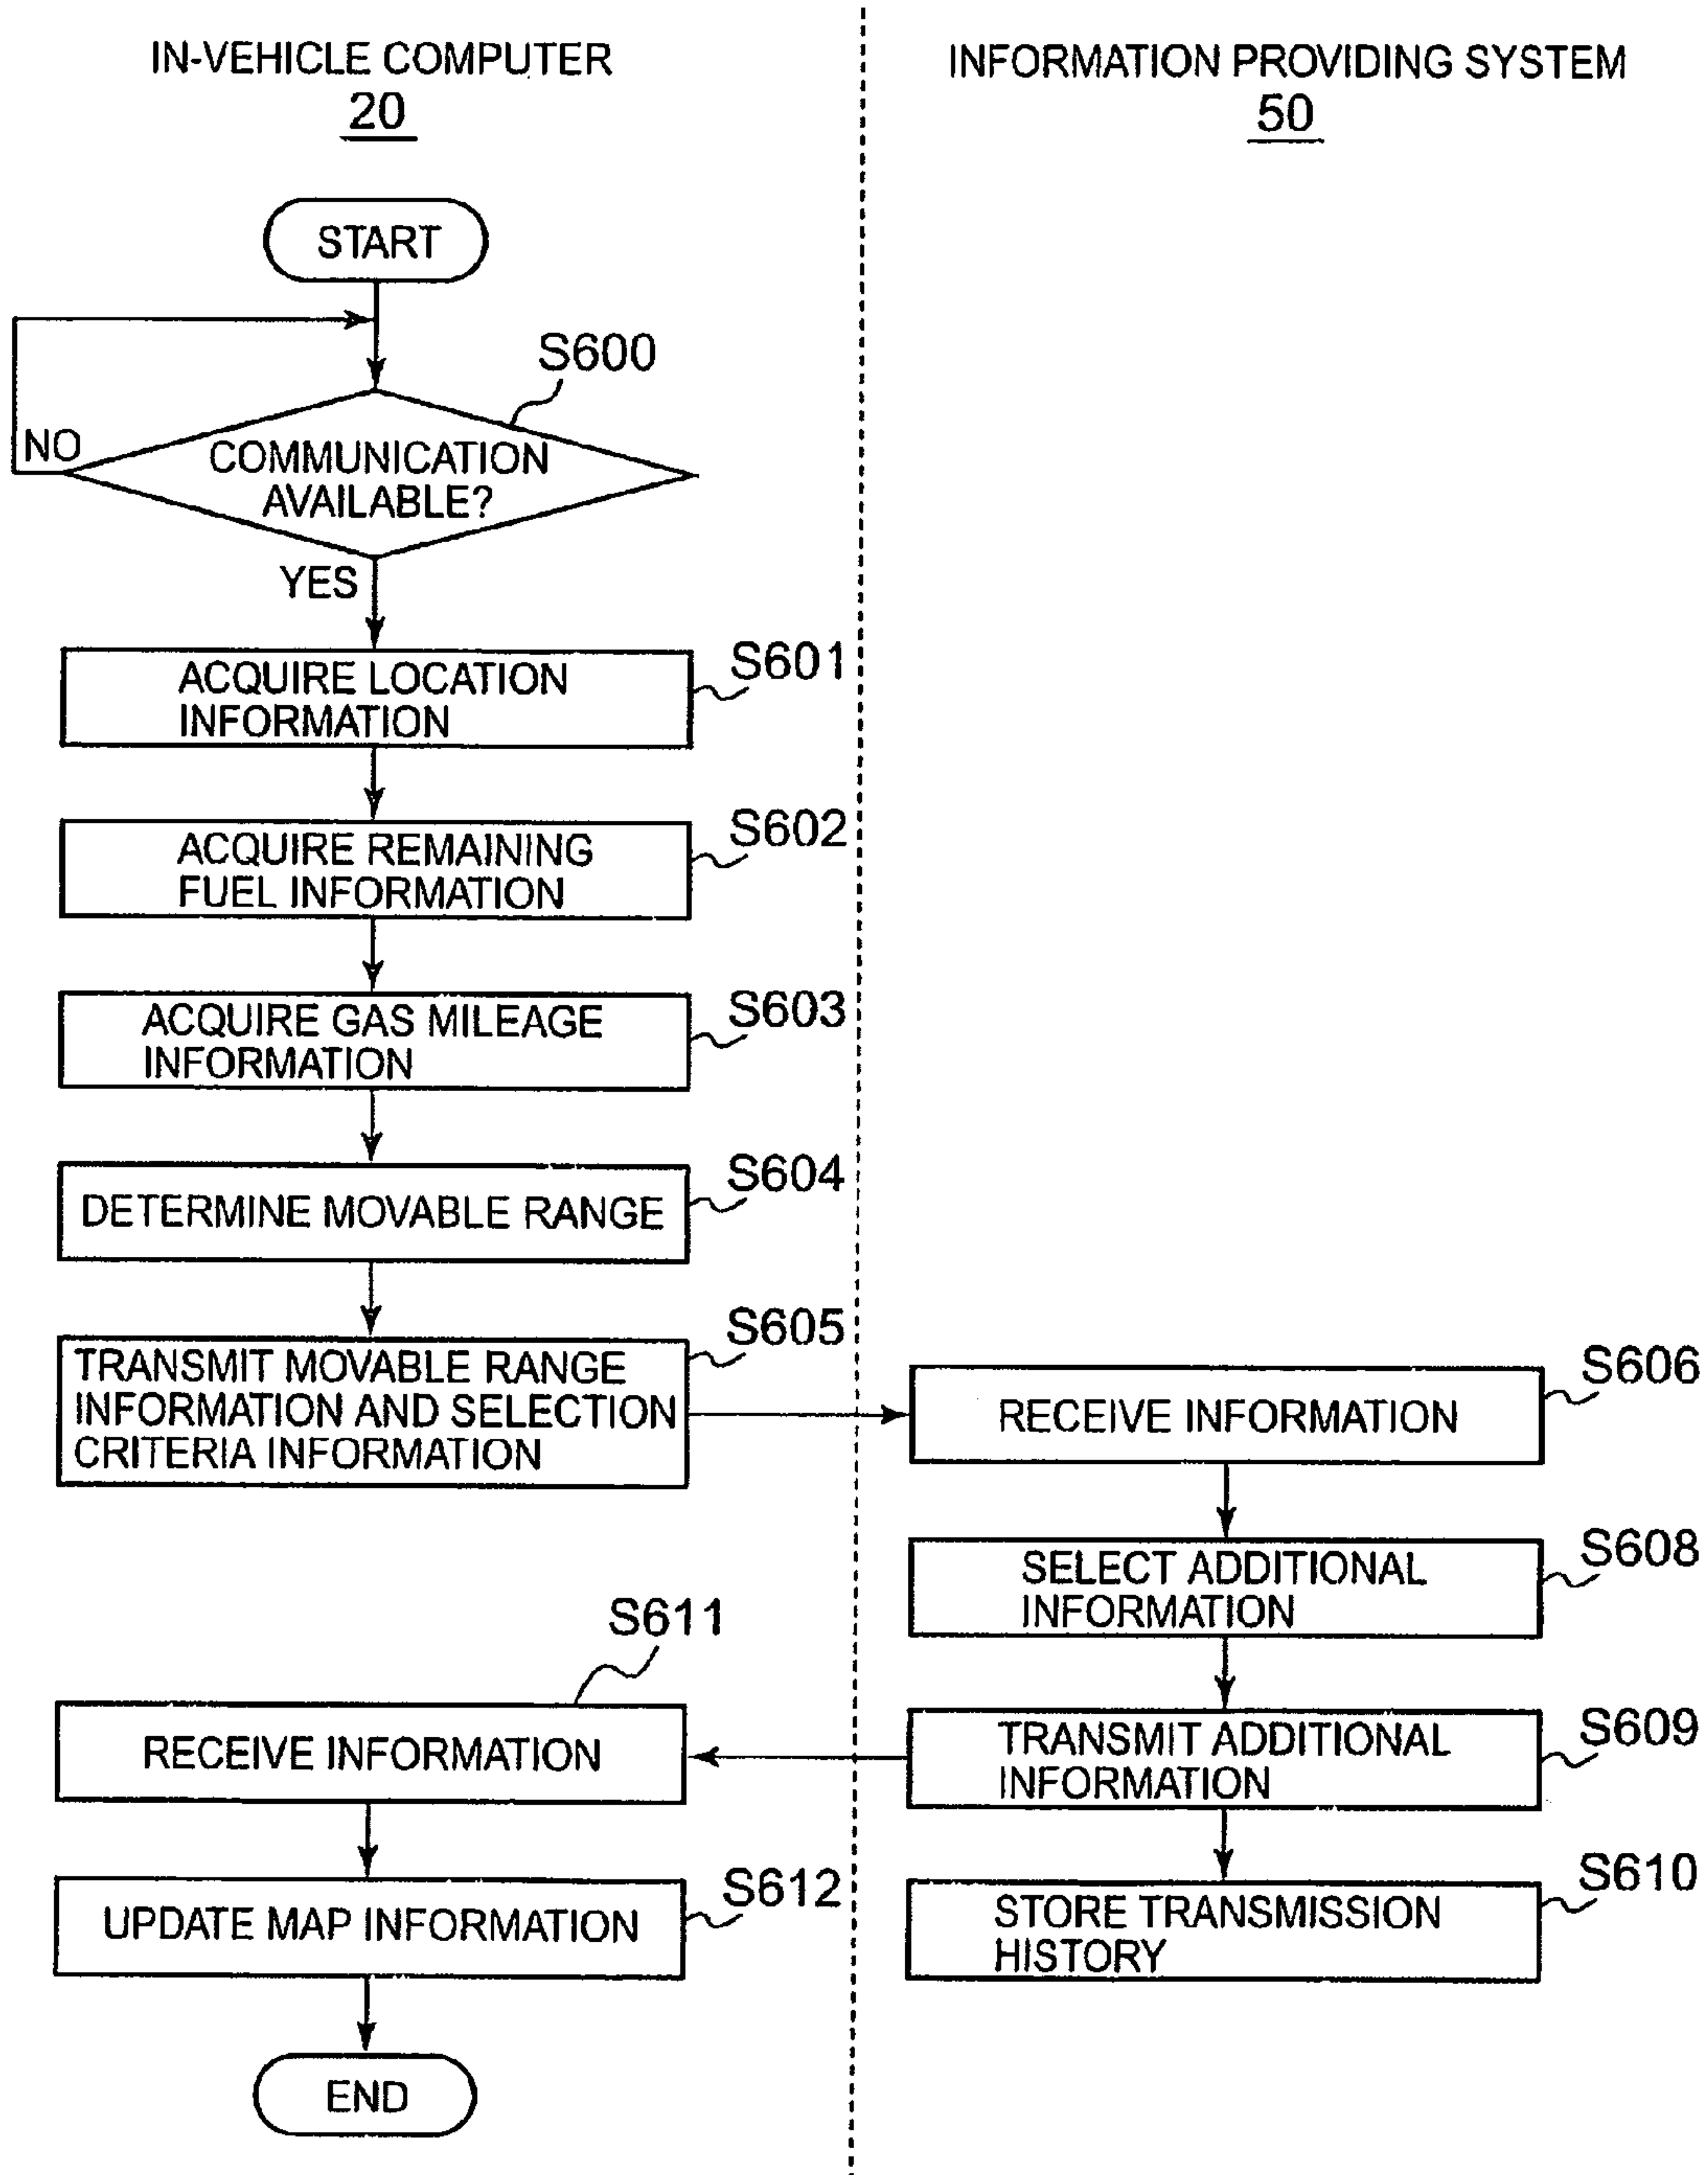 IN-VEHICLE COMPUTER
20
INFORMATION PROVIDING SYSTEM
50
START
S600
NO
COMMUNICATION
AVAILABLE?
YES
ACQUIRE LOCATION
INFORMATION
S601
ACQUIRE REMAINING
FUEL INFORMATION
S602
ACQUIRE GAS MILEAGE
INFORMATION
S603
DETERMINE MOVABLE RANGE
S604
TRANSMIT MOVABLE RANGE
INFORMATION AND SELECTION
CRITERIA INFORMATION
S605
RECEIVE INFORMATION
S606
SELECT ADDITIONAL
INFORMATION
S608
TRANSMIT ADDITIONAL
INFORMATION
S609
STORE TRANSMISSION
HISTORY
S610
S611
RECEIVE INFORMATION
UPDATE MAP INFORMATION
S612
END